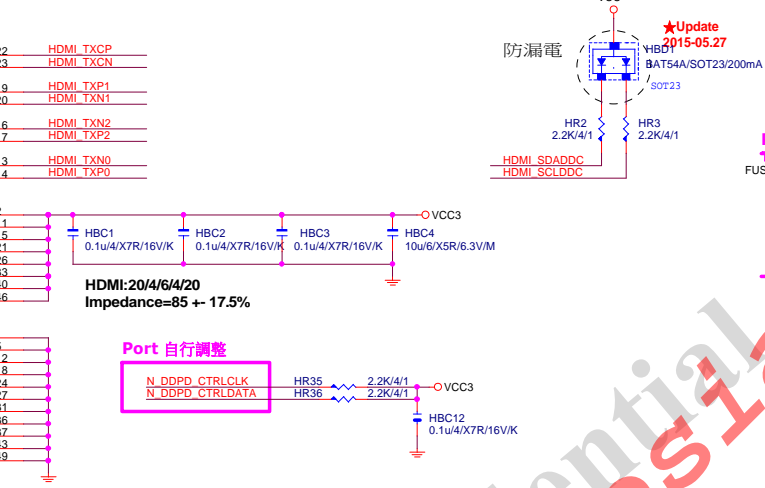 ★Update
2015-05.27
防漏電
HBD1
BAT54A/SOT23/200mA
SOT23
HDMI_TXCP
HDMI_TXCN
HDMI_TXP1
HDMI_TXN1
HR2
2.2K/4/1
HR3
2.2K/4/1
HDMI_TXN2
HDMI_TXP2
HDMI_TXN0
HDMI_TXP0
HDMI_SDADDC
HDMI_SCLDDC
FUS
VCC3
HBC1
0.1u/4/X7R/16V/K
HBC2
0.1u/4/X7R/16V/K
HBC3
0.1u/4/X7R/16V/K
HBC4
10u/6/X5R/6.3V/M
HDMI:20/4/6/4/20
Impedance=85 +- 17.5%
Port 自行調整
N_DDPD_CTRLCLK
HR35
2.2K/4/1
VCC3
N_DDPD_CTRLDATA
HR36
2.2K/4/1
HBC12
0.1u/4/X7R/16V/K